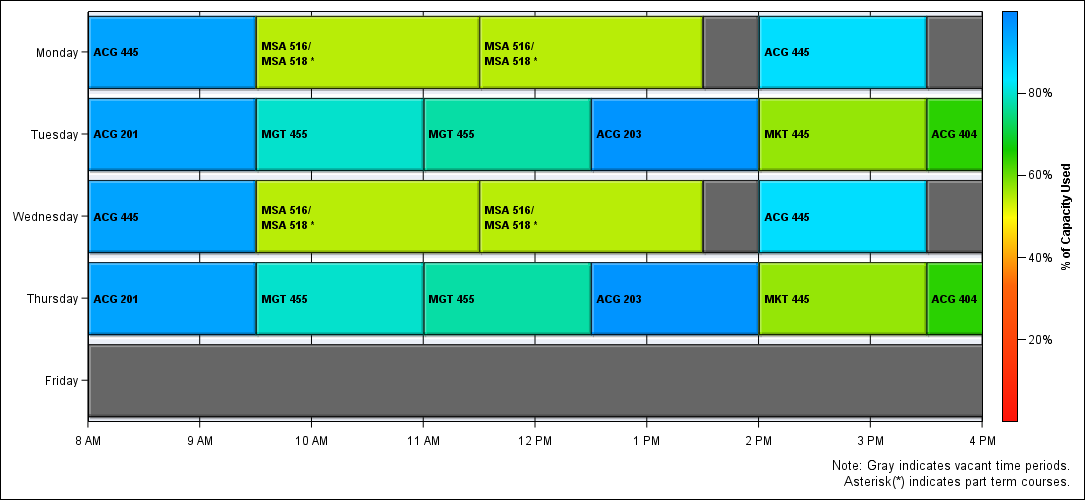 Monday
ACG 445
MSA 516/
MSA 518 *
MSA 516/
MSA 518 *
ACG 445
Tuesday
ACG 201
MGT 455
MGT 455
ACG 203
MKT 445
ACG 404
Wednesday
ACG 445
MSA 516/
MSA 518 *
MSA 516/
MSA 518 *
ACG 445
Thursday
ACG 201
MGT 455
MGT 455
ACG 203
MKT 445
ACG 404
Friday
8 AM
9 AM
10 AM
11 AM
12 PM
1 PM
2 PM
3 PM
4 PM
80%
60%
40%
20%
% of Capacity Used
Note: Gray indicates vacant time periods.
Asterisk(*) indicates part term courses.